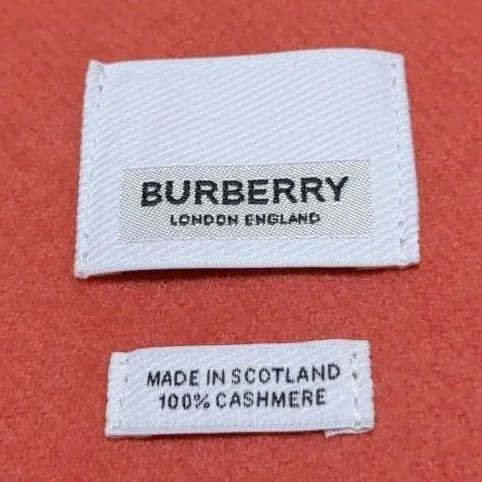 BURBERRY
LONDON ENGLAND
MADE IN SCOTLAND
100% CASHMERE